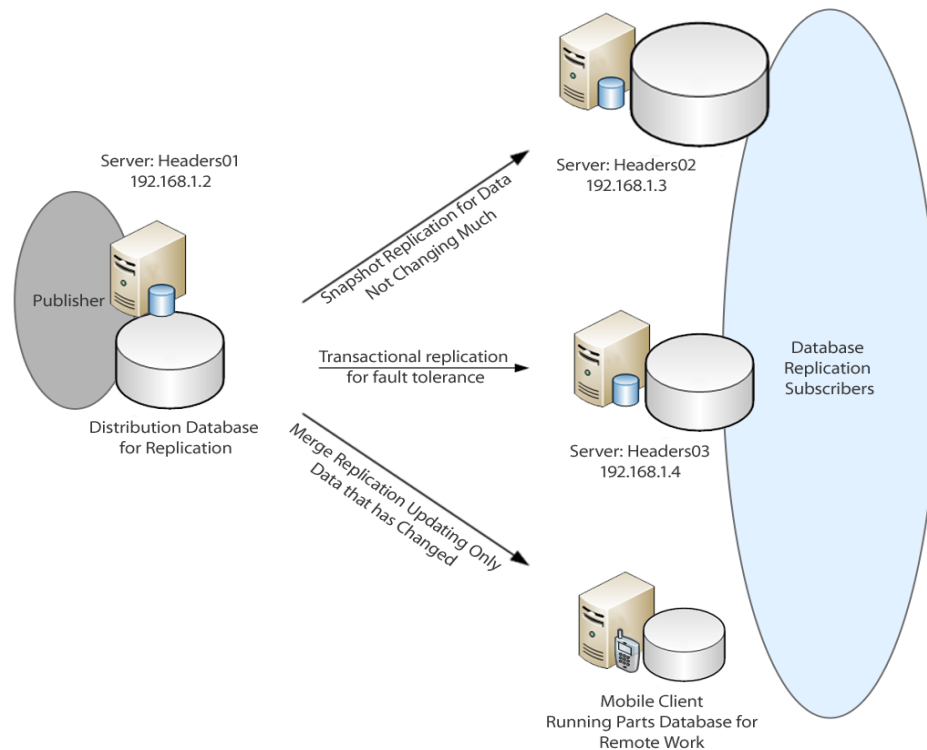 Server: Headers01
192.168.1.2
Publisher
Distribution Database
for Replication
Snapshot Replication for Data
Not Changing Much
Transactional replication
for fault tolerance
Merge Replication Updating Only
Data that has Changed
Server: Headers02
192.168.1.3
Server: Headers03
192.168.1.4
Mobile Client
Running Parts Database for
Remote Work
Database
Replication
Subscribers